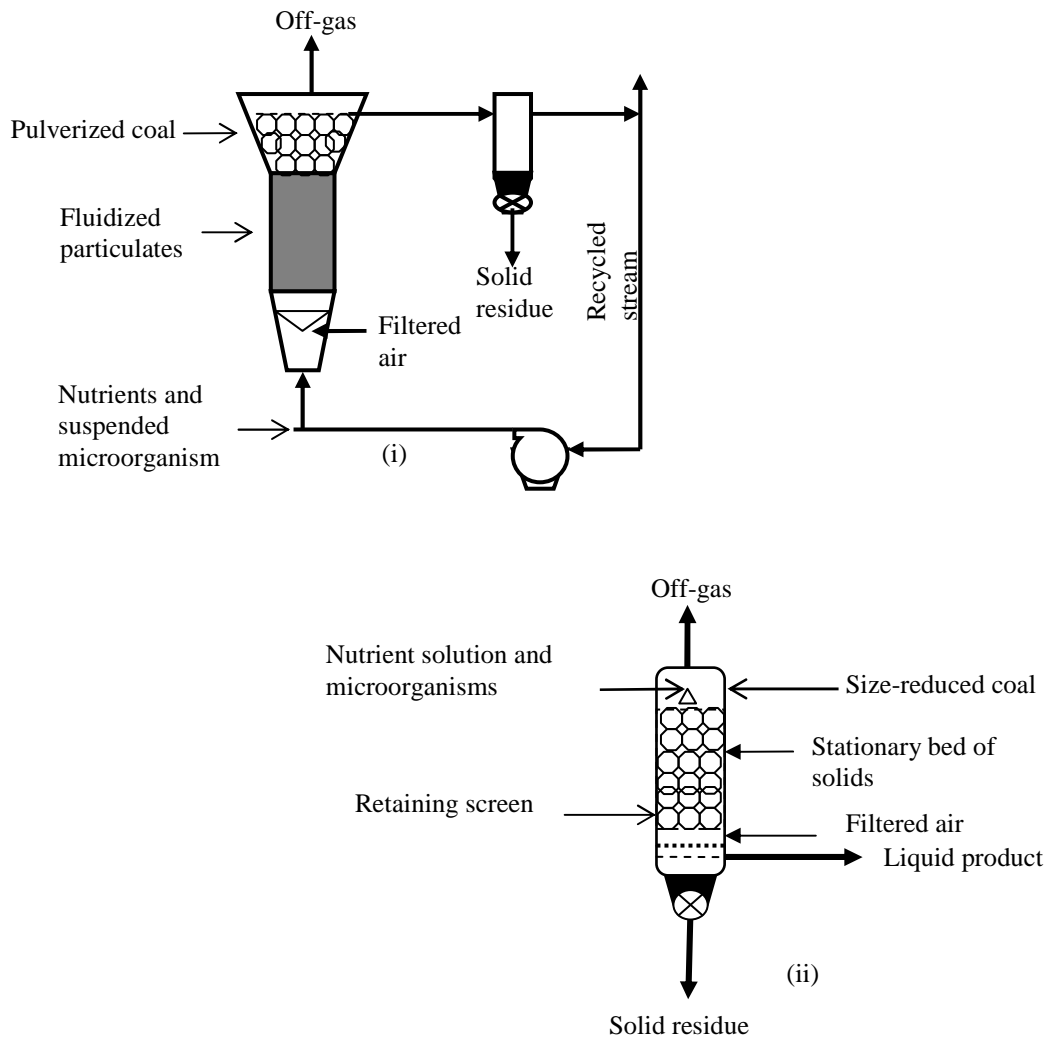 Off-gas
Pulverized coal
Fluidized
particulates
Solid
residue
Recycled
stream
Filtered
air
Nutrients and
suspended
microorganism
(i)
Off-gas
Nutrient solution and
microorganisms
Size-reduced coal
Stationary bed of
solids
Retaining screen
Filtered air
Liquid product
(ii)
Solid residue